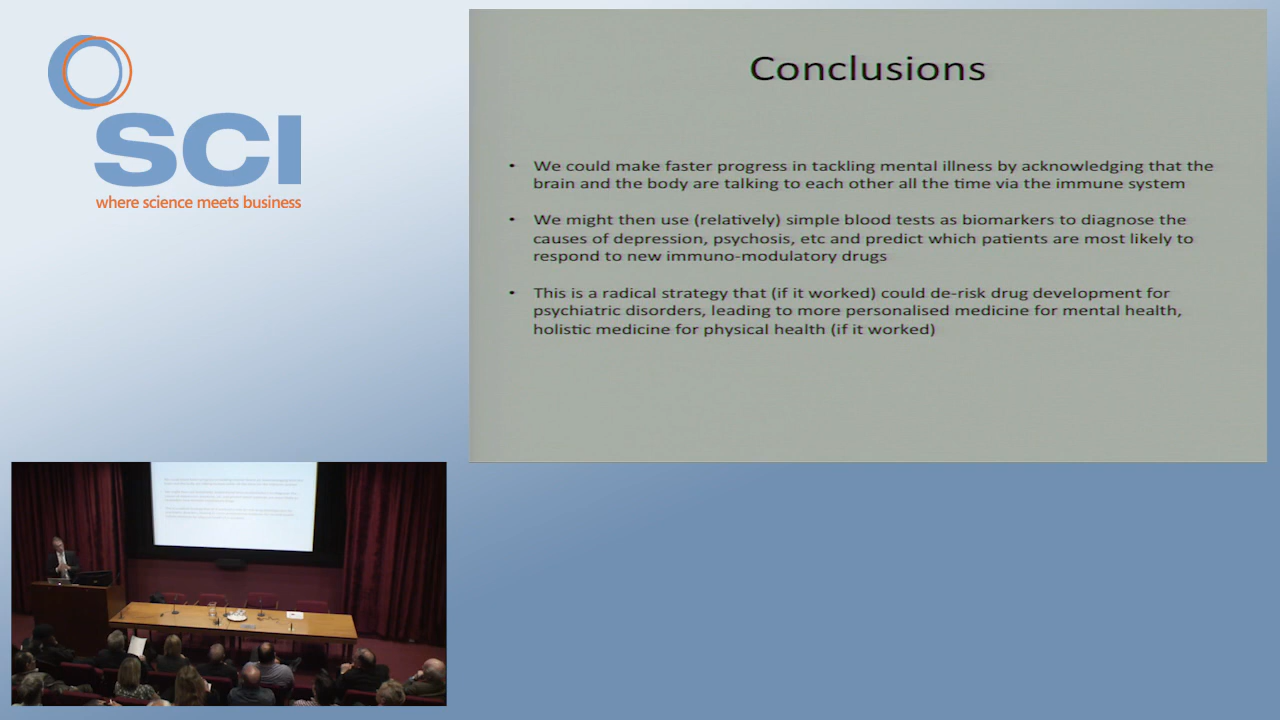 SCI
where science meets business
Conclusions
• We could make faster progress in tackling mental illness by acknowledging that the
brain and the body are talking to each other all the time via the immune system
• We might then use (relatively) simple blood tests as biomarkers to diagnose the
causes of depression, psychosis, etc and predict which patients are most likely to
respond to new immuno-modulatory drugs
• This is a radical strategy that (if it worked) could de-risk drug development for
psychiatric disorders, leading to more personalised medicine for mental health,
holistic medicine for physical health (if it worked)